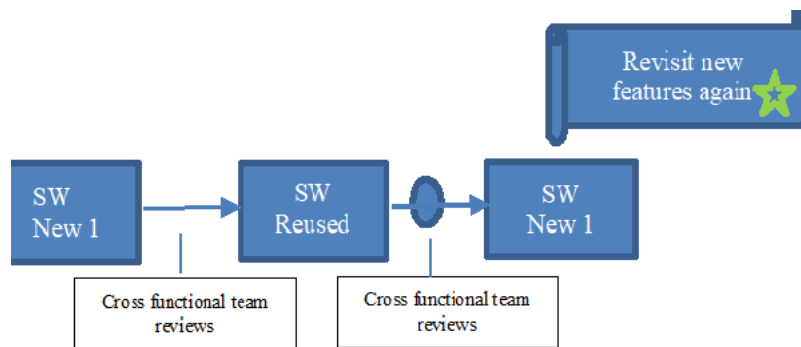 Revisit new
features again
SW
New 1
SW
Reused
SW
New 1
Cross functional team
reviews
Cross functional team
reviews